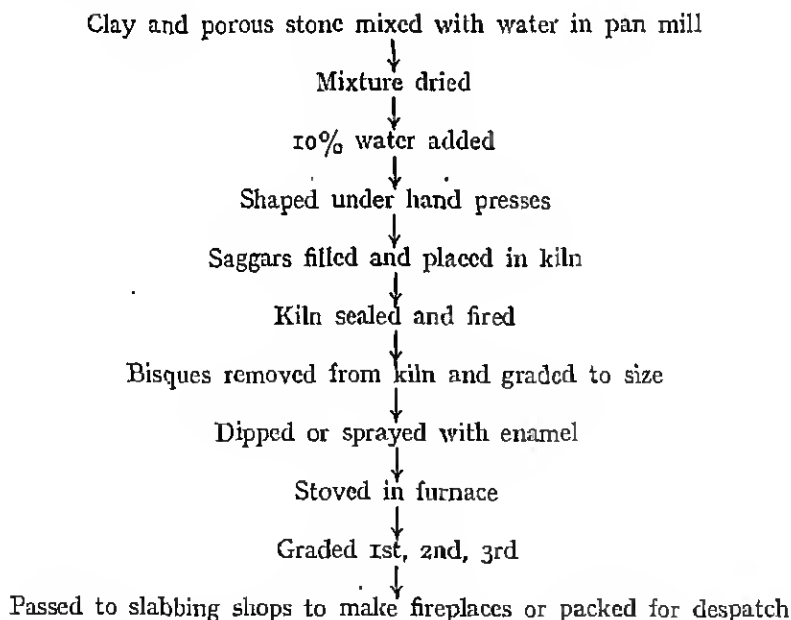 Clay and porous stone mixed with water in pan mill
Mixture dried
10% water added
Shaped under hand presses
Saggars filled and placed in kiln
Kiln sealed and fired
Bisques removed from kiln and graded to size
Dipped or sprayed with enamel
Stoved in furnace
Graded 1st, 2nd, 3rd
Passed to slabbing shops to make fireplaces or packed for despatch